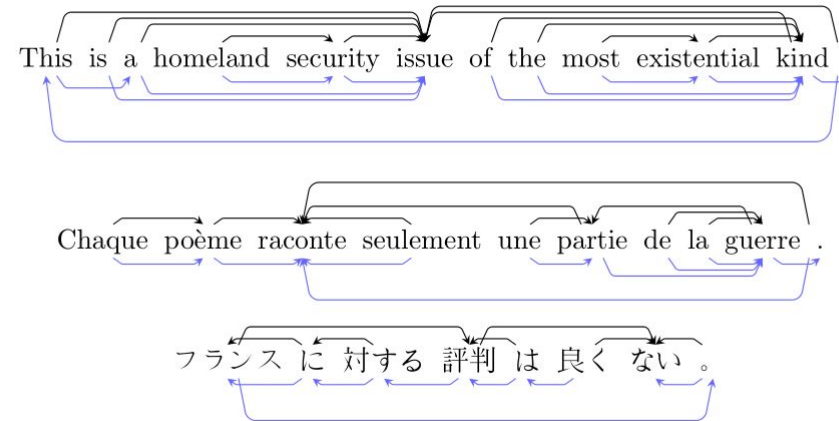 This is a homeland security issue of the most existential kind
Chaque poème raconte seulement une partie de la guerre .
フランス に 対する 評判 は 良く ない 。